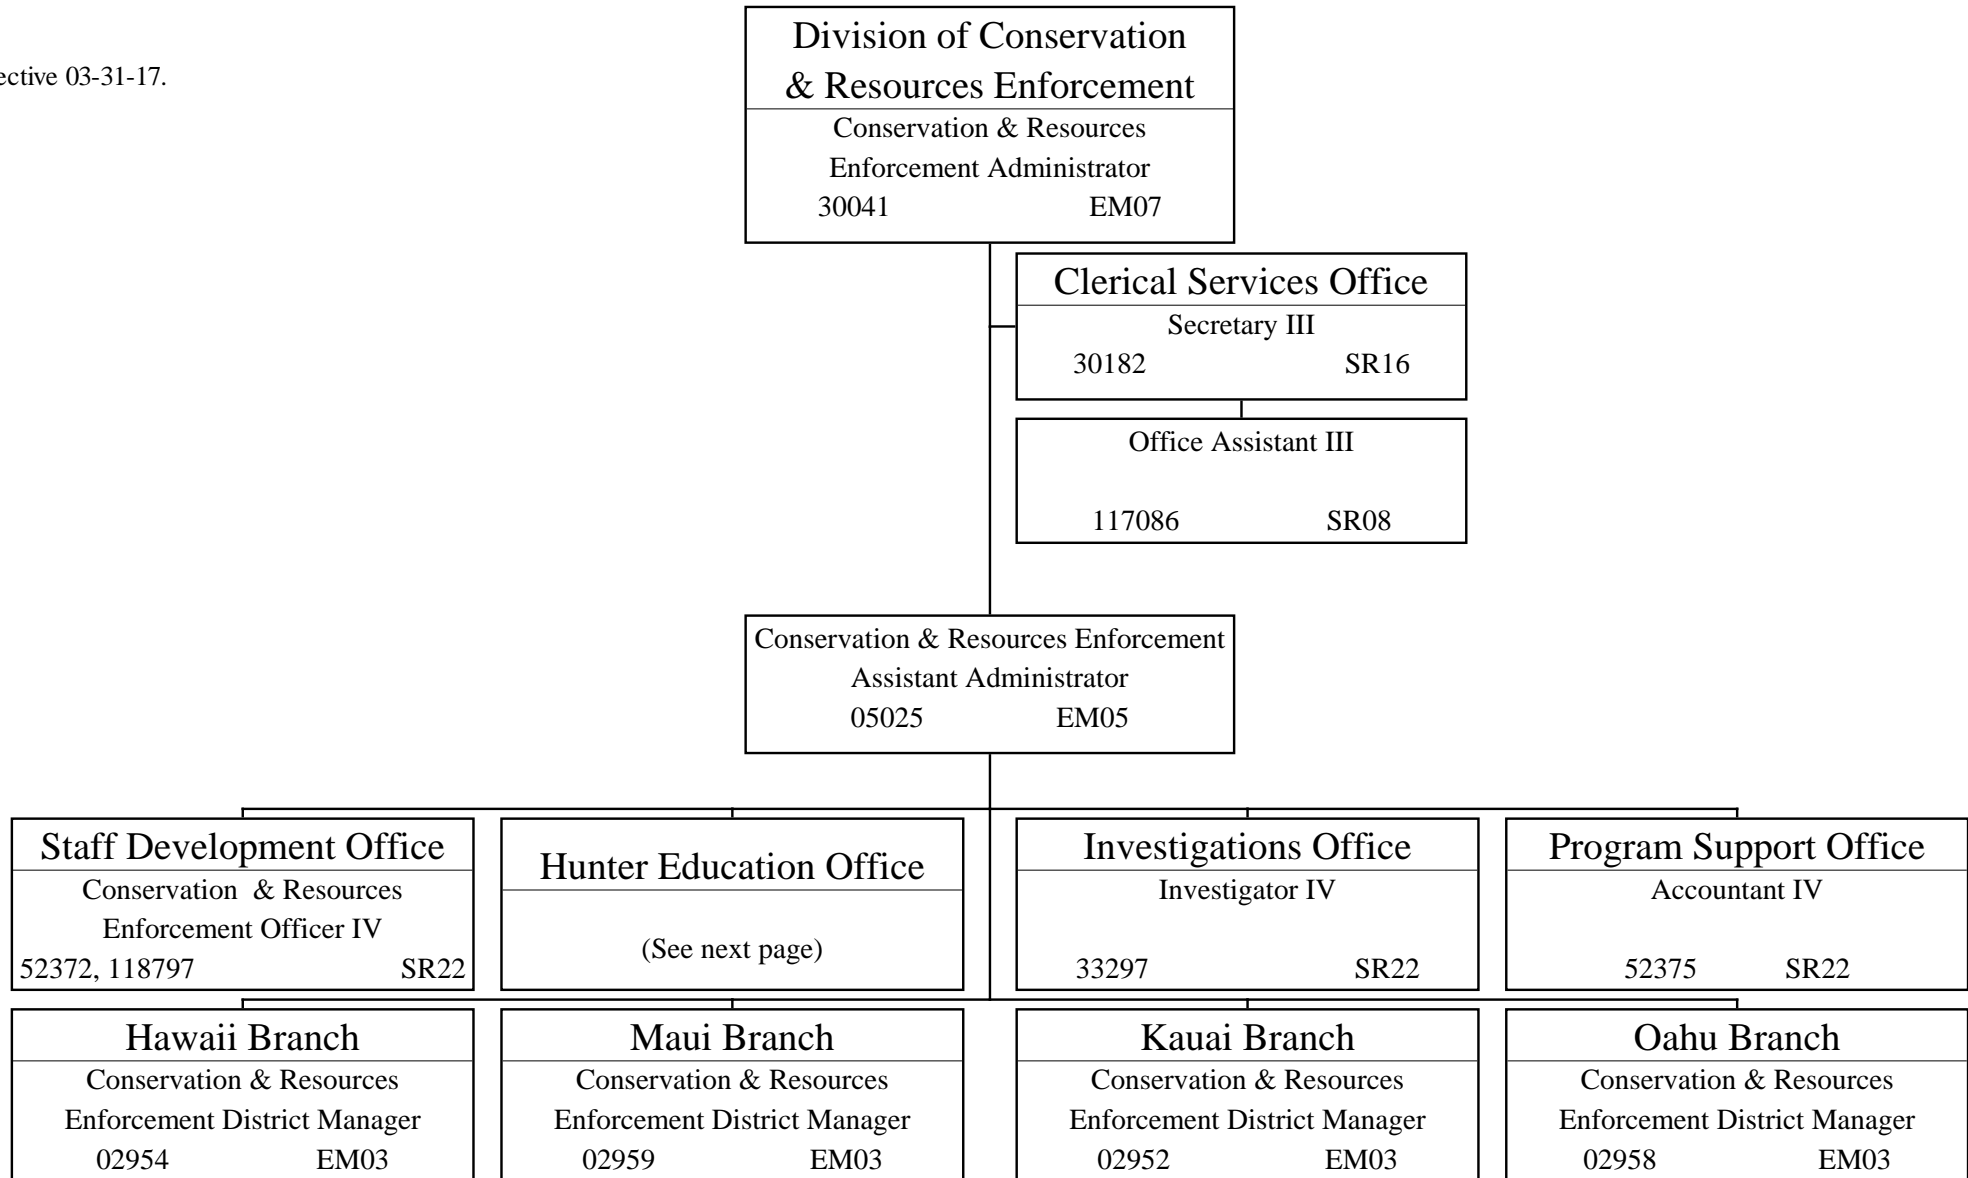 Division of Conservation
& Resources Enforcement
ective 03-31-17.
Conservation & Resources
Enforcement Administrator
30041 EM07
Clerical Services Office
Secretary III
30182 SR16
Office Assistant III
117086 SR08
Conservation & Resources Enforcement
Assistant Administrator
05025 EM05
Staff Development Office
Conservation & Resources
Enforcement Officer IV
52372, 118797 SR22
Hunter Education Office
(See next page)
Investigations Office
Investigator IV
33297 SR22
Program Support Office
Accountant IV
52375 SR22
Hawaii Branch
Conservation & Resources
Enforcement District Manager
02954 EM03
Maui Branch
Conservation & Resources
Enforcement District Manager
02959 EM03
Kauai Branch
Conservation & Resources
Enforcement District Manager
02952 EM03
Oahu Branch
Conservation & Resources
Enforcement District Manager
02958 EM03